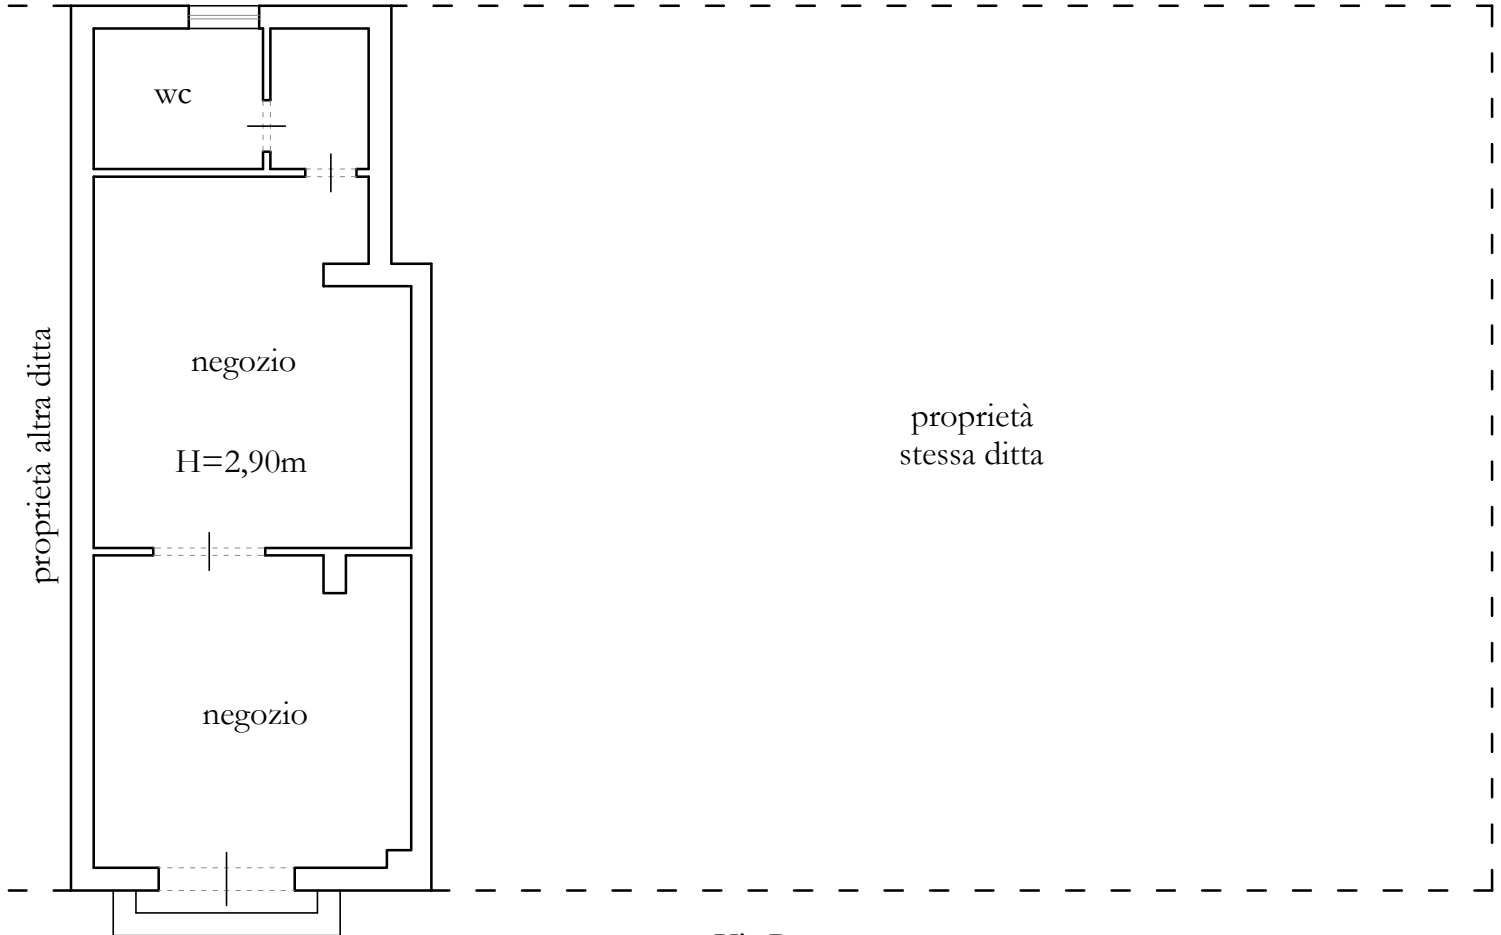 wc
negozio
H=2,90m
proprietà altra ditta
proprietà
stessa ditta
negozio